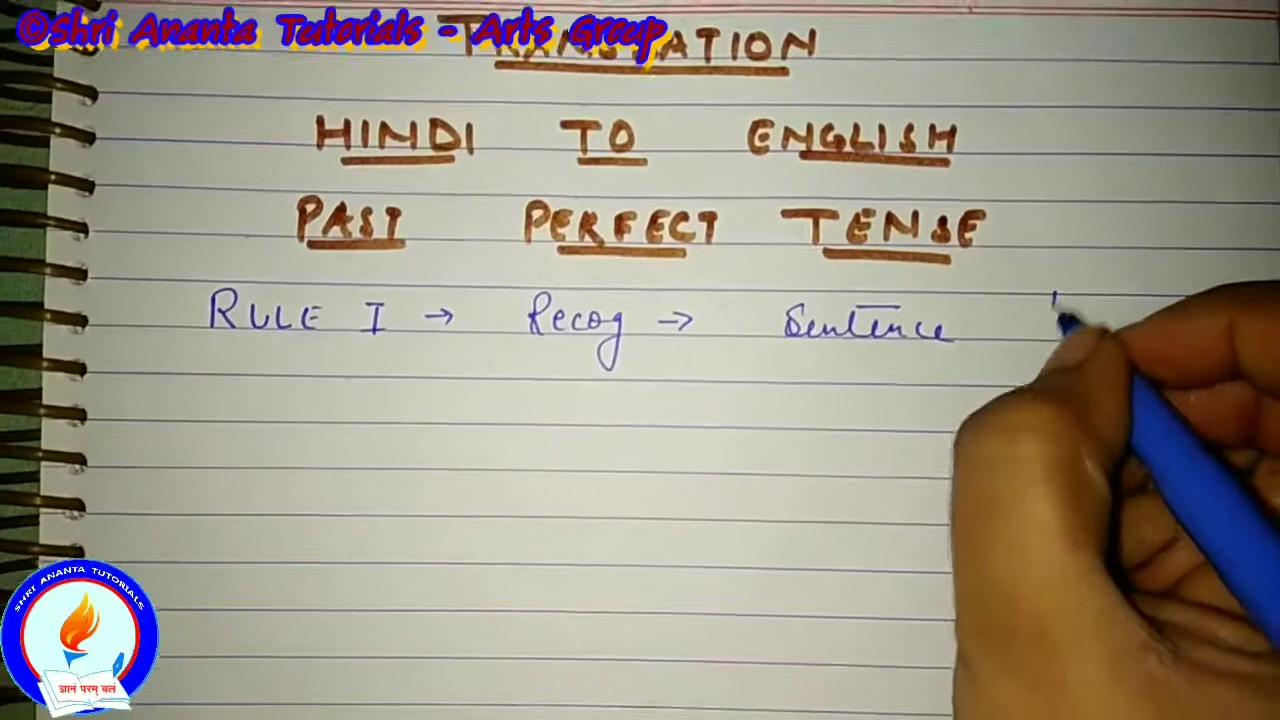 ©Shri Ananta Tutorials - Arts Group
TRANSLATION
HINDI TO ENGLISH
PAST PERFECT TENSE
RULE I → Recog → Sentence
SHRI ANANTA TUTORIALS
ज्ञानं परमं बलं